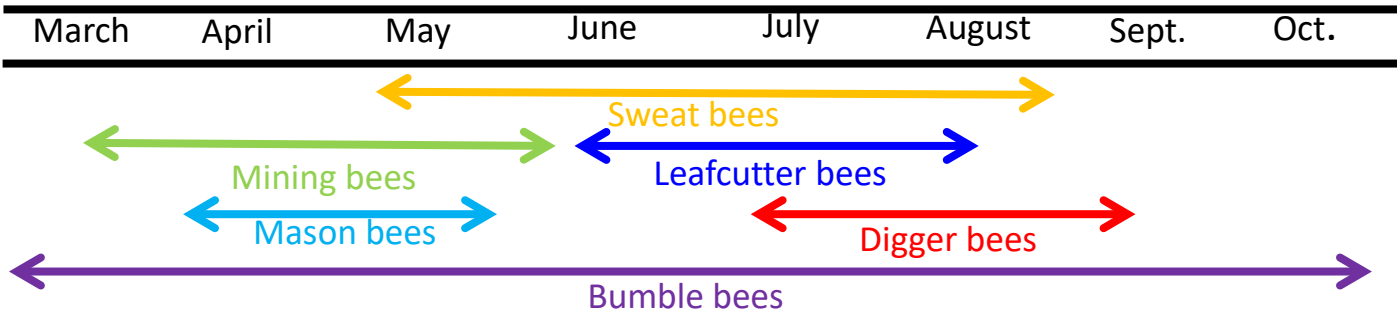 March April May June July August Sept. Oct.
Sweat bees
Mining bees
Leafcutter bees
Mason bees
Digger bees
Bumble bees